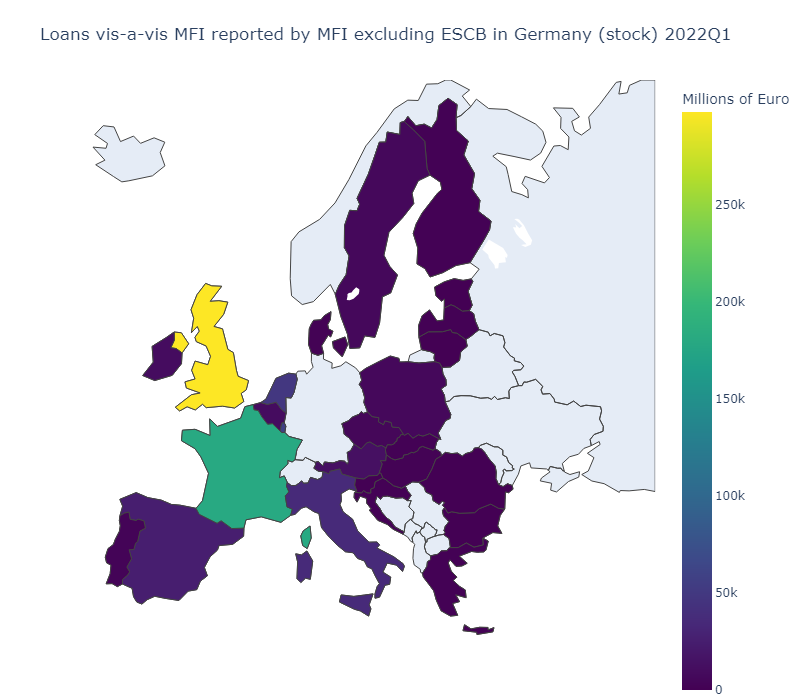 Loans vis-a-vis MFI reported by MFI excluding ESCB in Germany (stock) 2022Q1
Millions of Euro
250k
200k
150k
100k
50k
0